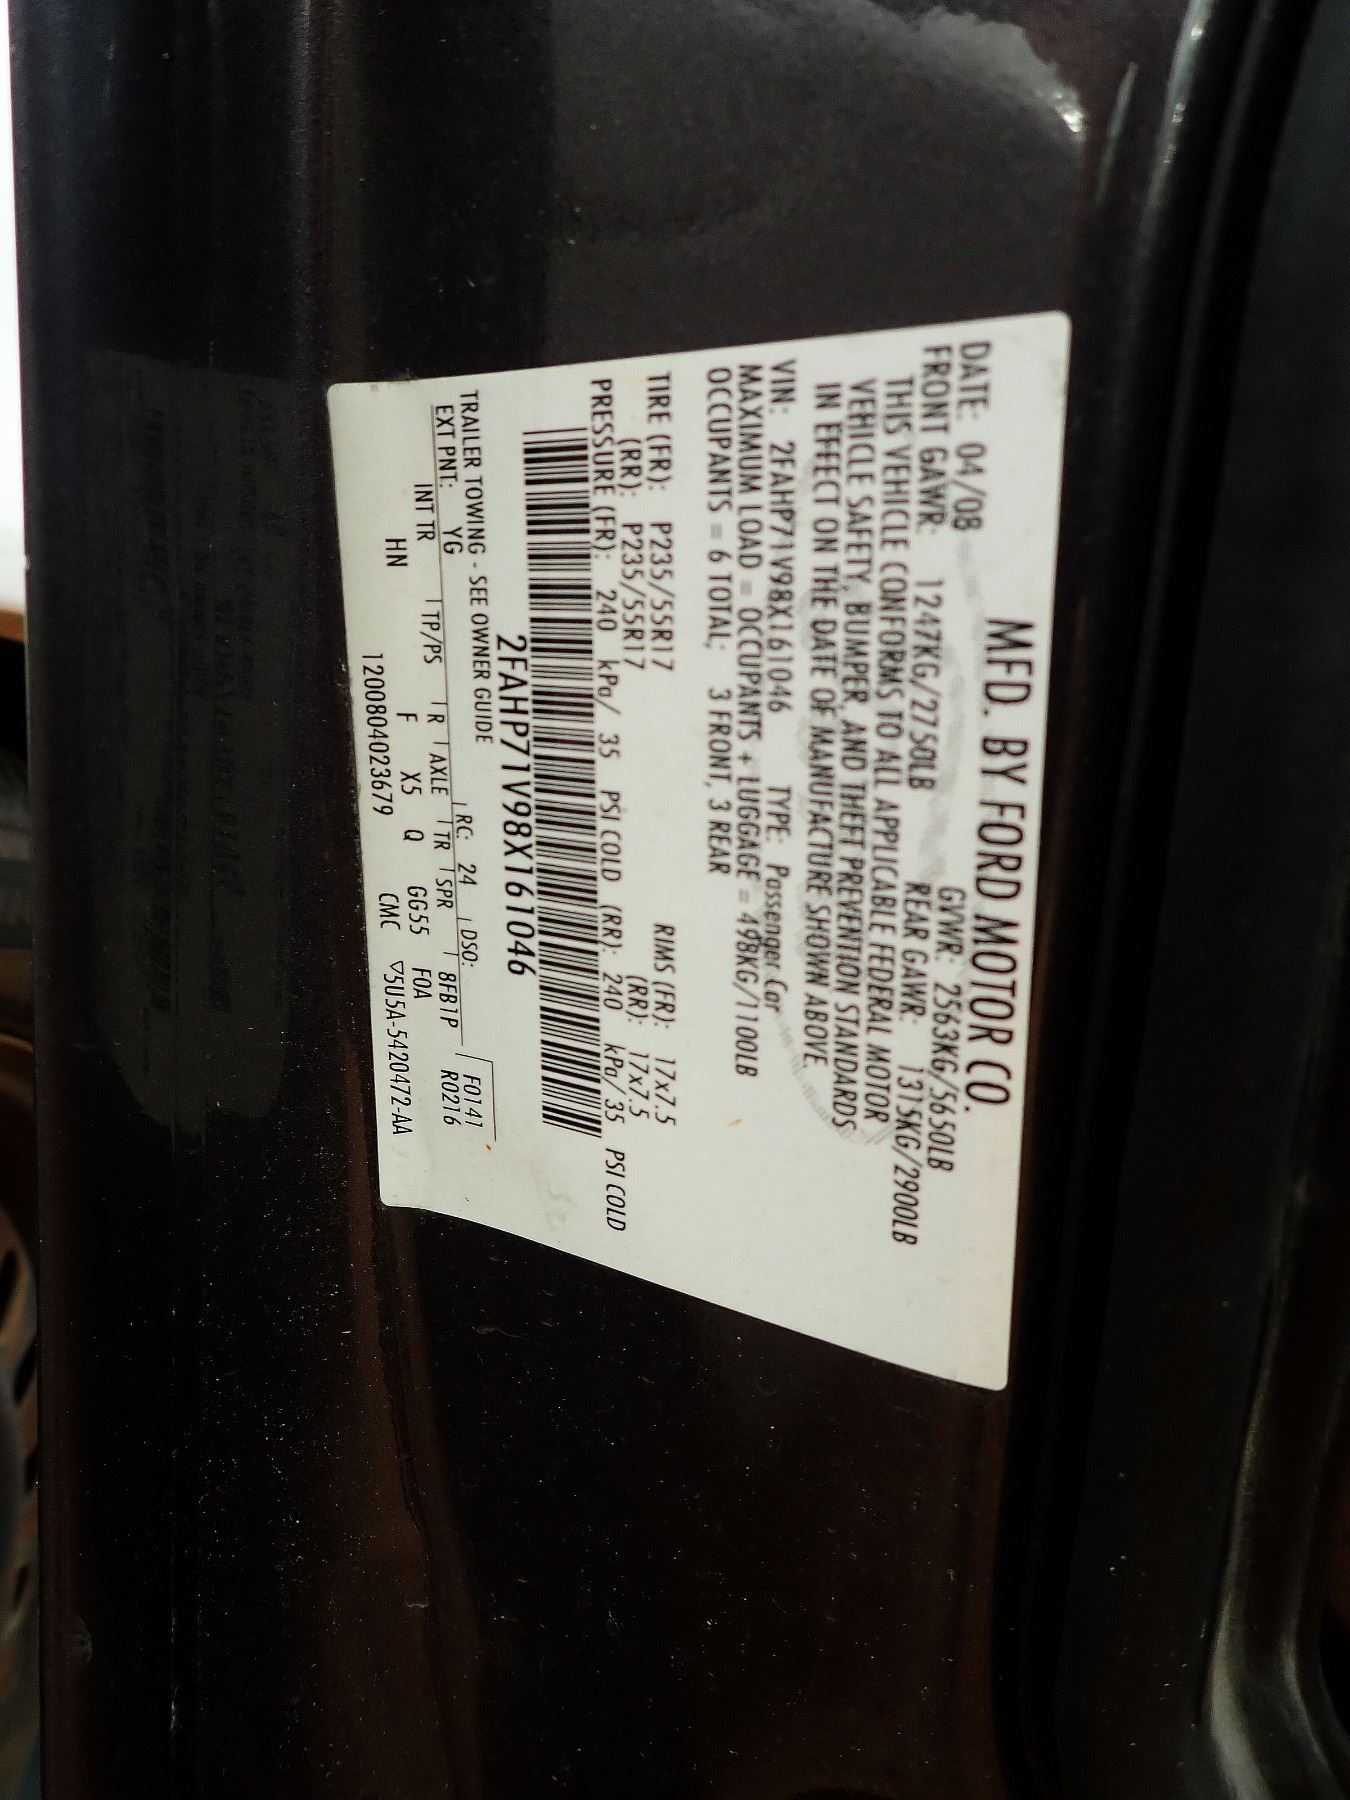 MFD. BY FORD MOTOR CO.
DATE: 04/08 GVWR: 2563KG/5650LB
FRONT GAWR: 1247KG/2750LB REAR GAWR: 1315KG/2900LB
THIS VEHICLE CONFORMS TO ALL APPLICABLE FEDERAL MOTOR
VEHICLE SAFETY, BUMPER, AND THEFT PREVENTION STANDARDS
IN EFFECT ON THE DATE OF MANUFACTURE SHOWN ABOVE.
VIN: 2FAHP71V98X161046 TYPE: Passenger Car
MAXIMUM LOAD = OCCUPANTS + LUGGAGE = 498KG/1100LB
OCCUPANTS = 6 TOTAL; 3 FRONT, 3 REAR
TIRE (FR): P235/55R17 RIMS (FR): 17x7.5
(RR): P235/55R17 (RR): 17x7.5
PRESSURE (FR): 240 kPa/ 35 PSI COLD (RR): 240 kPa/ 35 PSI COLD
2FAHP71V98X161046
TRAILER TOWING - SEE OWNER GUIDE F0141
EXT PNT: YG RC: 24 DSO: R0216
INT TR TP/PS R AXLE TR SPR 8FB1P
HN F X5 Q GG55 F0A
120080402​3679 CMC ▽5U5A-5420472-AA